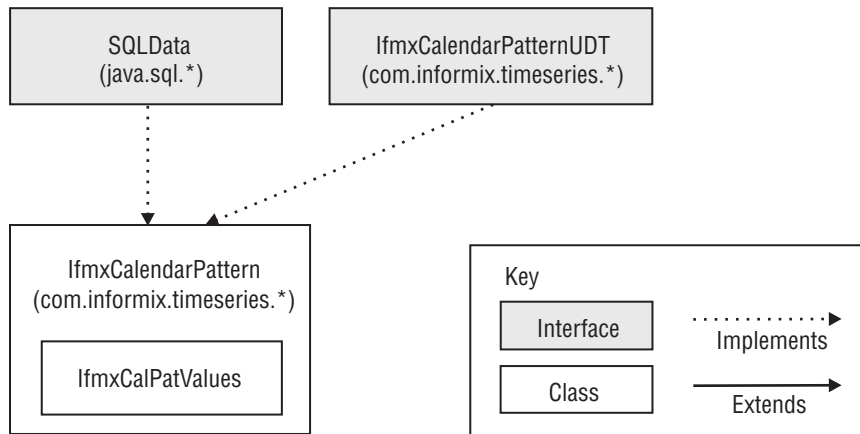 SQLData
(java.sql.*)
IfmxCalendarPatternUDT
(com.informix.timeseries.*)
IfmxCalendarPattern
(com.informix.timeseries.*)
IfmxCalPatValues
Key
Interface
Implements
Class
Extends